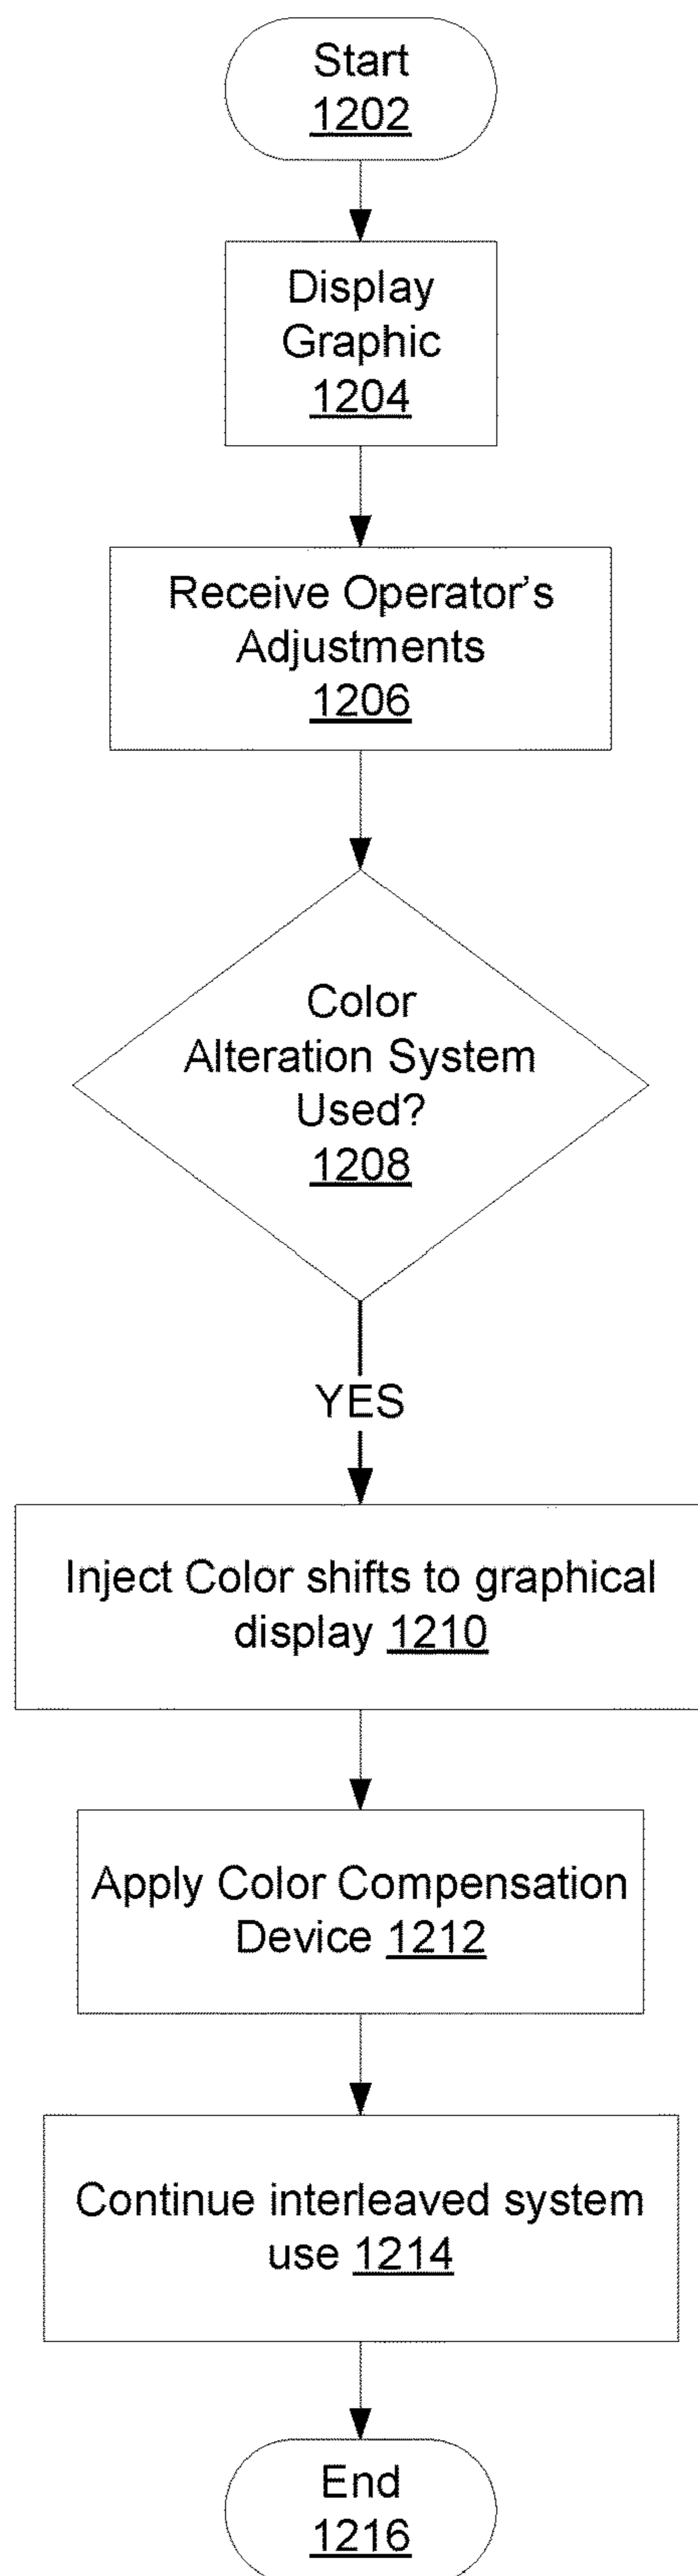 Start
1202
Display
Graphic
1204
Receive Operator's
Adjustments
1206
Color
Alteration System
Used?
1208
YES
Inject Color shifts to graphical
display 1210
Apply Color Compensation
Device 1212
Continue interleaved system
use 1214
End
1216